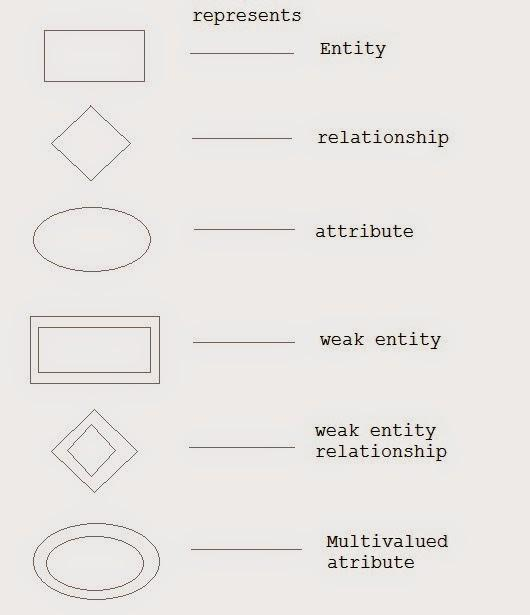 represents
Entity
relationship
attribute
weak entity
weak entity
relationship
Multivalued
atribute